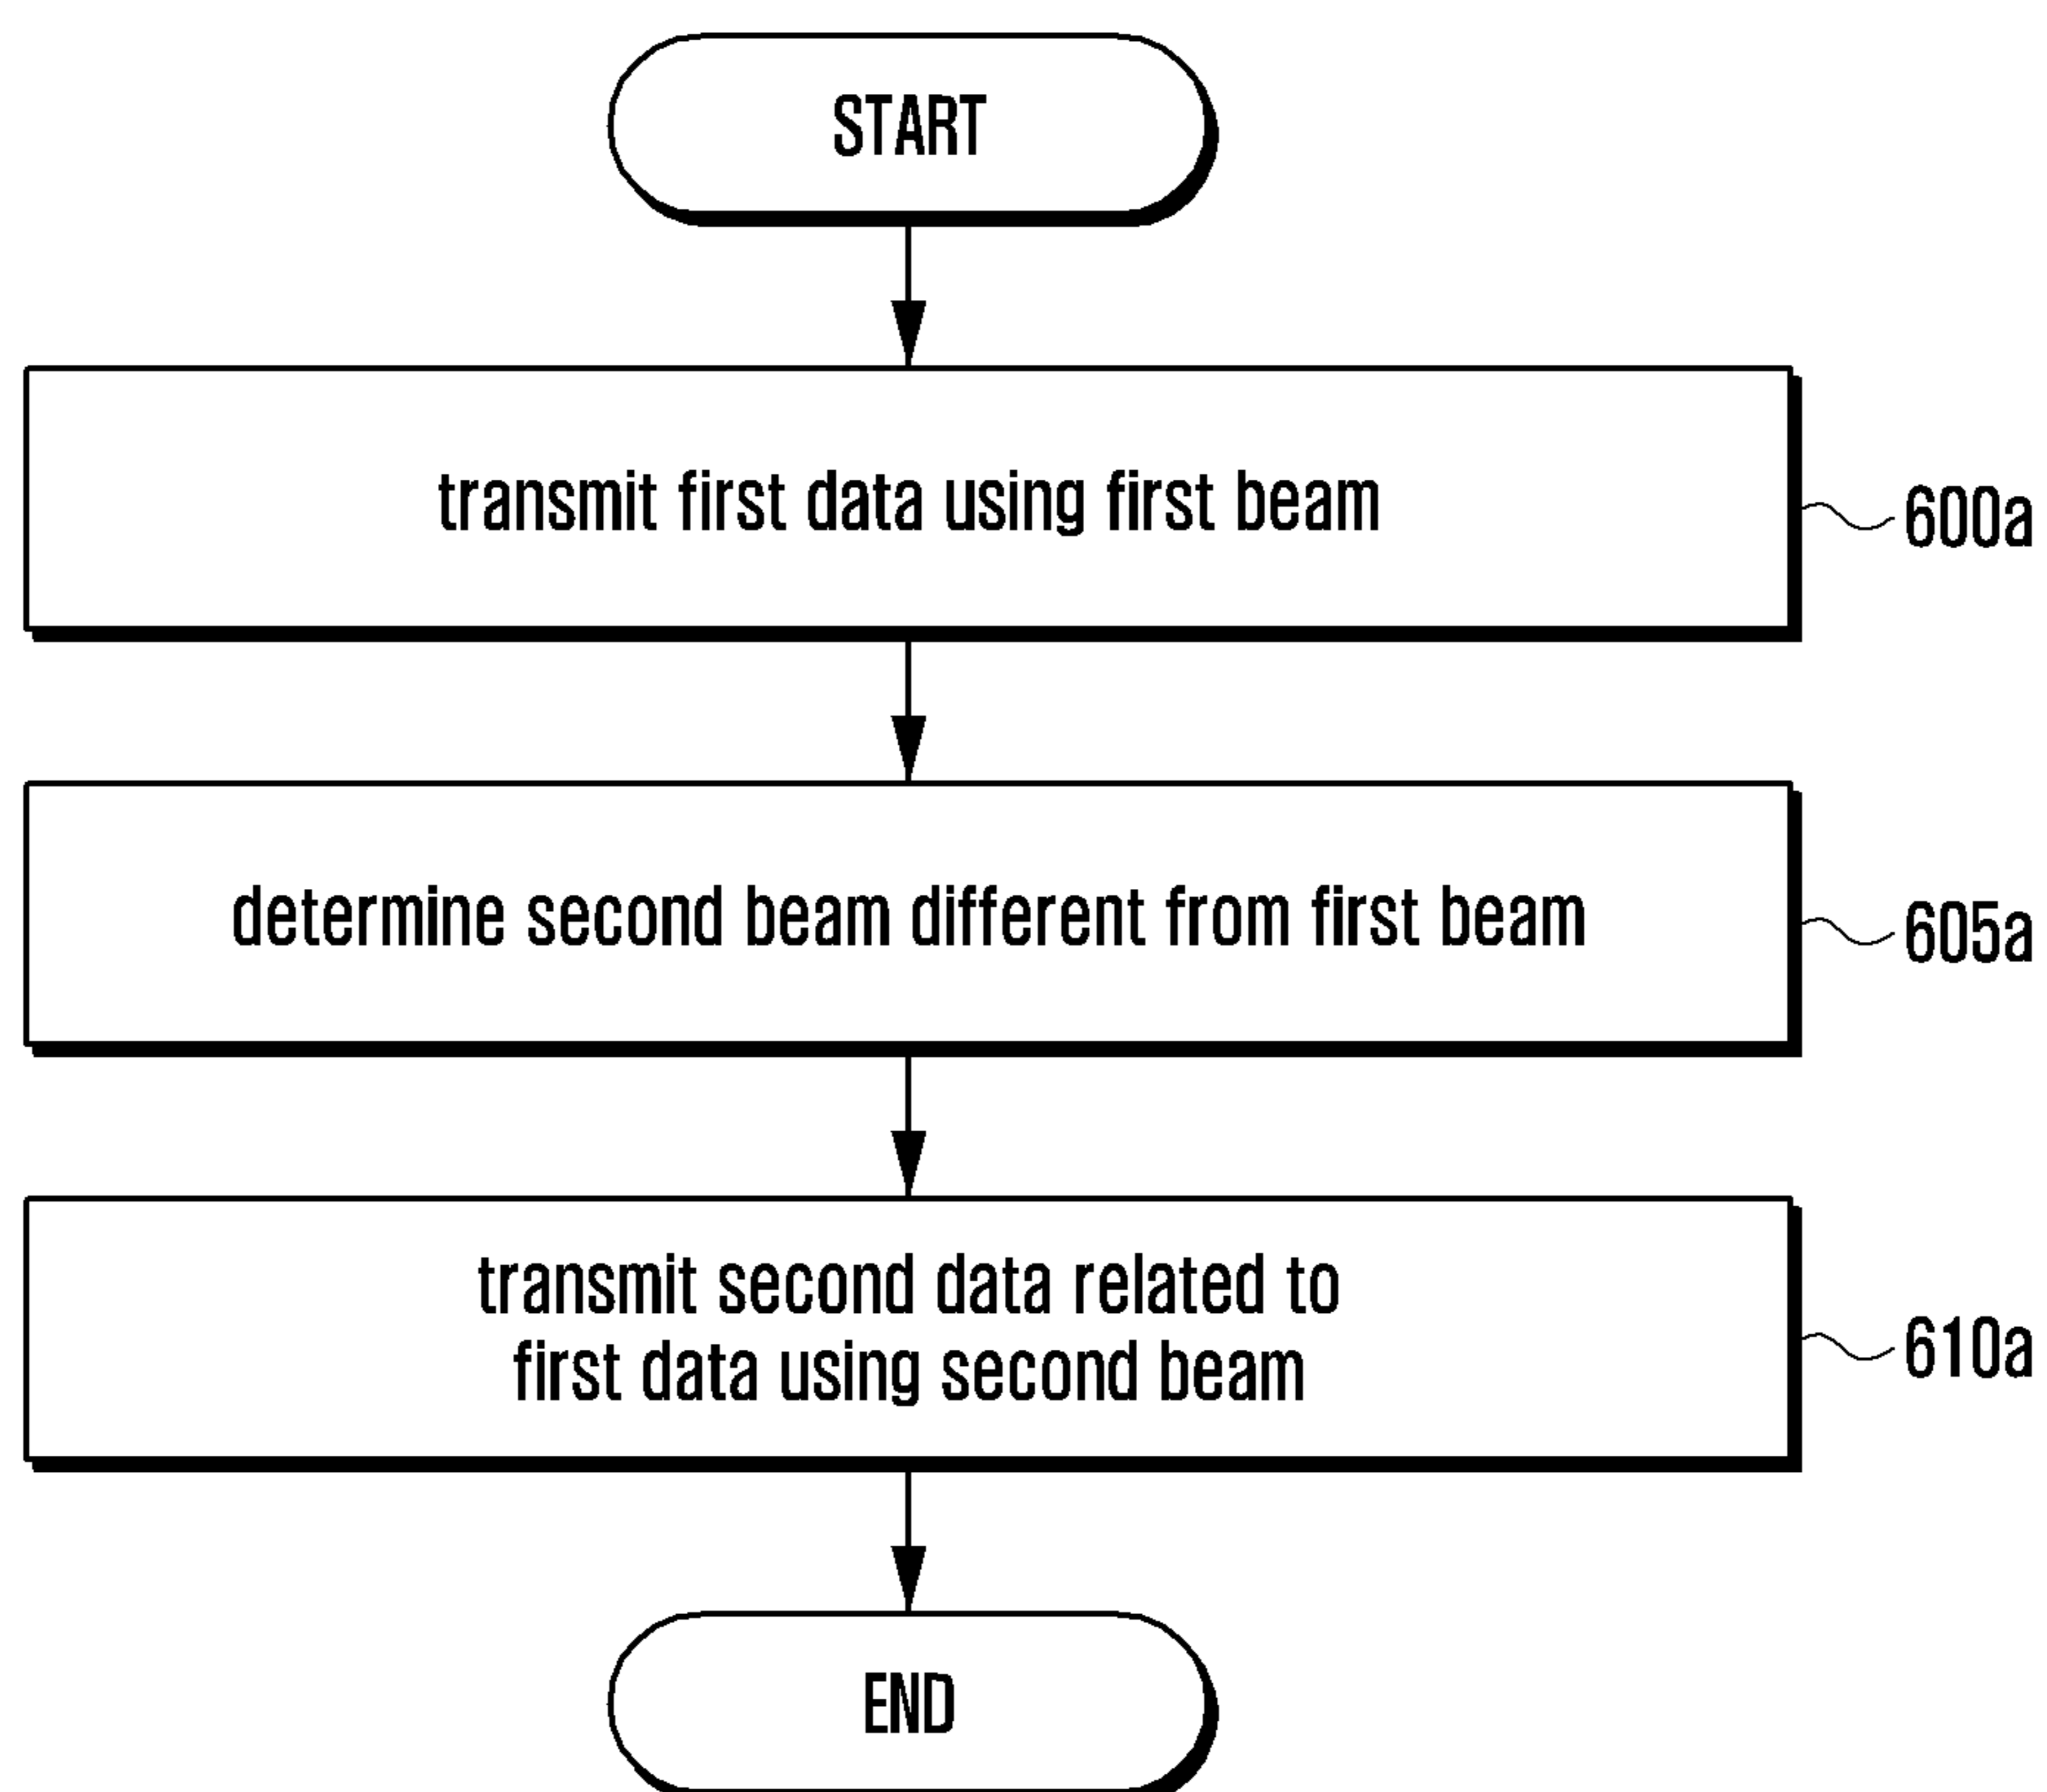 START
transmit first data using first beam
600a
determine second beam different from first beam
605a
transmit second data related to
first data using second beam
610a
END